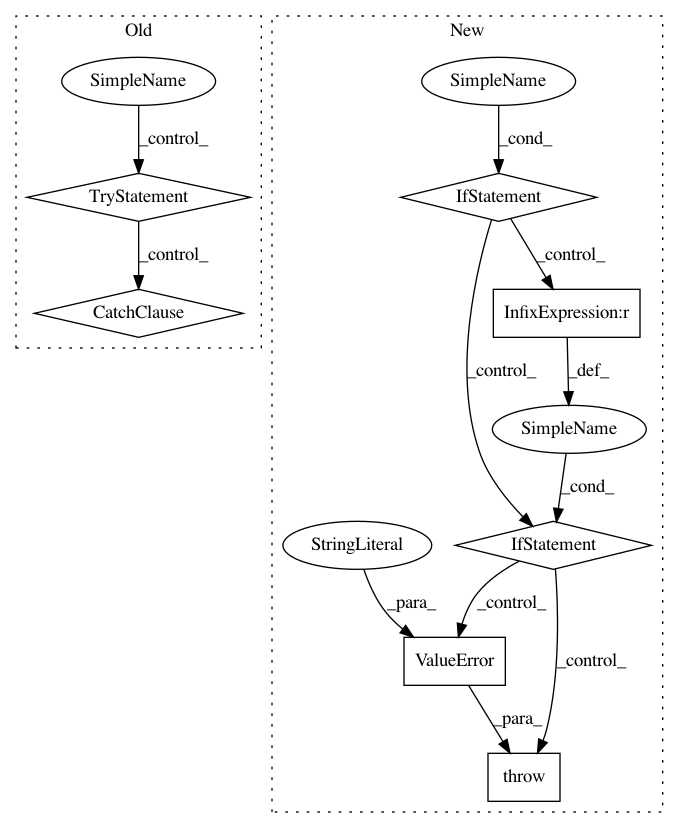 Old
New
SimpleName
SimpleName
_control_
_cond_
TryStatement
IfStatement
_control_
_control_
CatchClause
InfixExpression:r
_control_
_def_
SimpleName
_cond_
StringLiteral
IfStatement
_para_
_control_
_control_
ValueError
_para_
throw